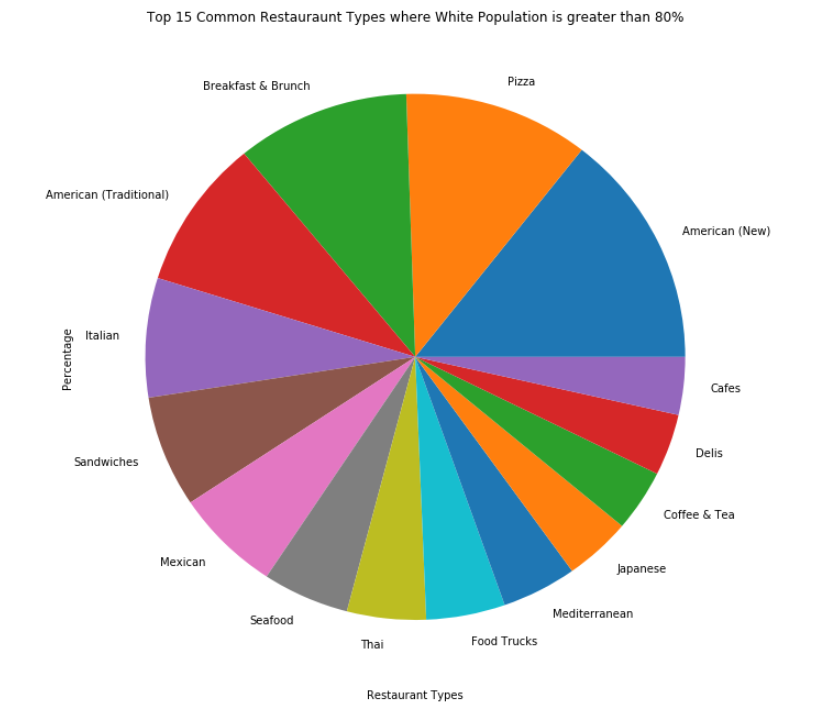 Top 15 Common Restauraunt Types where White Population is greater than 80%
Pizza
Breakfast & Brunch
American (Traditional)
American (New)
Italian
Percentage
Cafes
Delis
Sandwiches
Coffee & Tea
Mexican
Japanese
Mediterranean
Seafood
Food Trucks
Thai
Restaurant Types